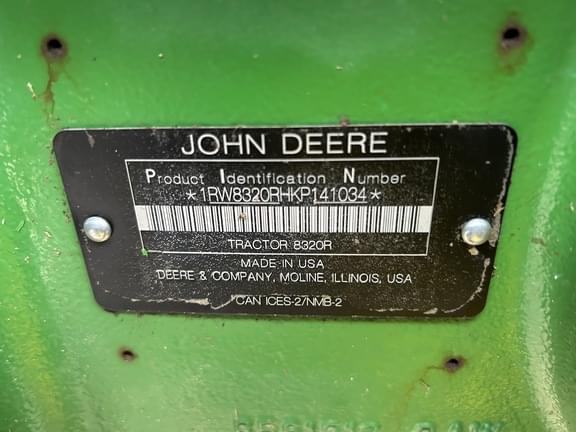 JOHN DEERE
Product Identification Number
*1RW8320RHKP141034*
TRACTOR 8320R
MADE IN USA
DEERE & COMPANY, MOLINE, ILLINOIS, USA
*CAN ICES-2/NMB-2